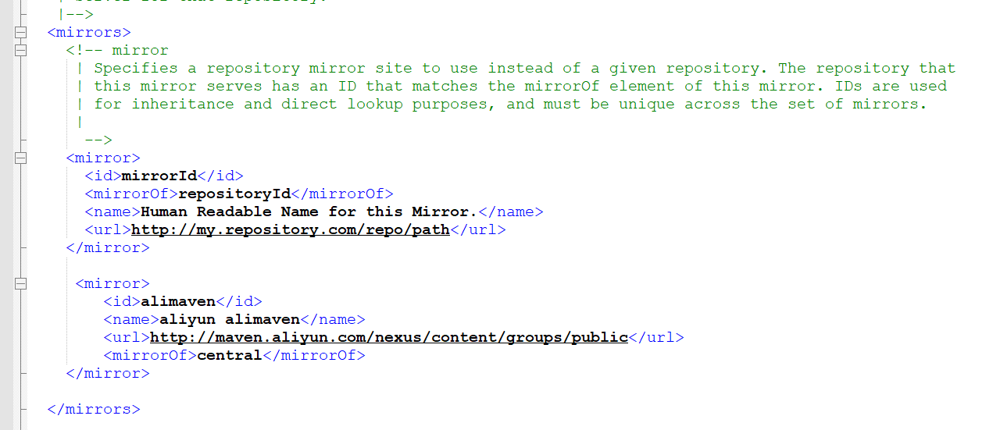 |-->
<mirrors>
<!-- mirror
| Specifies a repository mirror site to use instead of a given repository. The repository that
| this mirror serves has an ID that matches the mirrorOf element of this mirror. IDs are used
| for inheritance and direct lookup purposes, and must be unique across the set of mirrors.
|
-->
<mirror>
<id>mirrorId</id>
<mirrorOf>repositoryId</mirrorOf>
<name>Human Readable Name for this Mirror.</name>
<url>http://my.repository.com/repo/path</url>
</mirror>
<mirror>
<id>alimaven</id>
<name>aliyun alimaven</name>
<url>http://maven.aliyun.com/nexus/content/groups/public</url>
<mirrorOf>central</mirrorOf>
</mirror>
</mirrors>